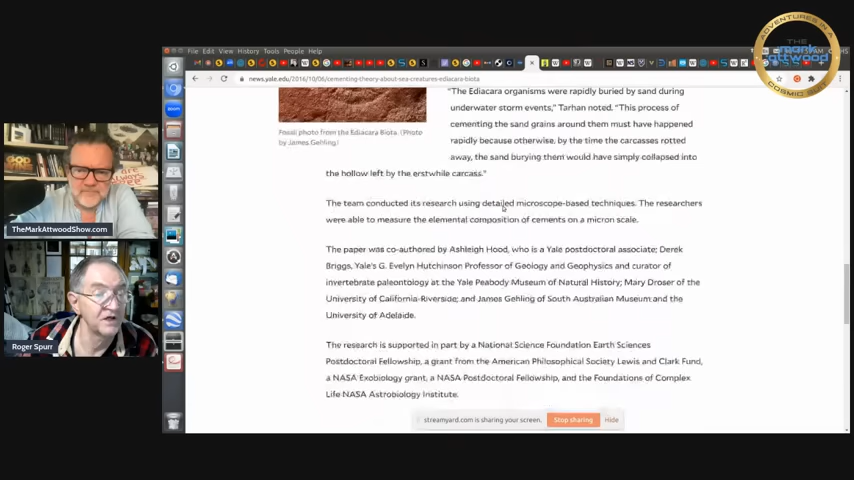 File Edit View History Tools People Help
news.yale.edu/2016/10/06/cementing-theory-about-sea-creatures-ediacara-biota
ADVENTURES IN A
THE
mark
attwood
COSMIC SUIT
"The Ediacara organisms were rapidly buried by sand during
underwater storm events," Tarhan noted. "This process of
cementing the sand grains around them must have happened
rapidly because otherwise, by the time the carcasses rotted
away, the sand burying them would have simply collapsed into
the hollow left by the erstwhile carcass."
Fossil photo from the Ediacara Biota. (Photo
by James Gehling)
The team conducted its research using detailed microscope-based techniques. The researchers
were able to measure the elemental composition of cements on a micron scale.
The paper was co-authored by Ashleigh Hood, who is a Yale postdoctoral associate; Derek
Briggs, Yale's G. Evelyn Hutchinson Professor of Geology and Geophysics and curator of
invertebrate paleontology at the Yale Peabody Museum of Natural History; Mary Droser of the
University of California-Riverside; and James Gehling of South Australian Museum and the
University of Adelaide.
The research is supported in part by a National Science Foundation Earth Sciences
Postdoctoral Fellowship, a grant from the American Philosophical Society Lewis and Clark Fund,
a NASA Exobiology grant, a NASA Postdoctoral Fellowship, and the Foundations of Complex
Life NASA Astrobiology Institute.
streamyard.com is sharing your screen.
Stop sharing
Hide
TheMarkAttwoodShow.com
Roger Spurr